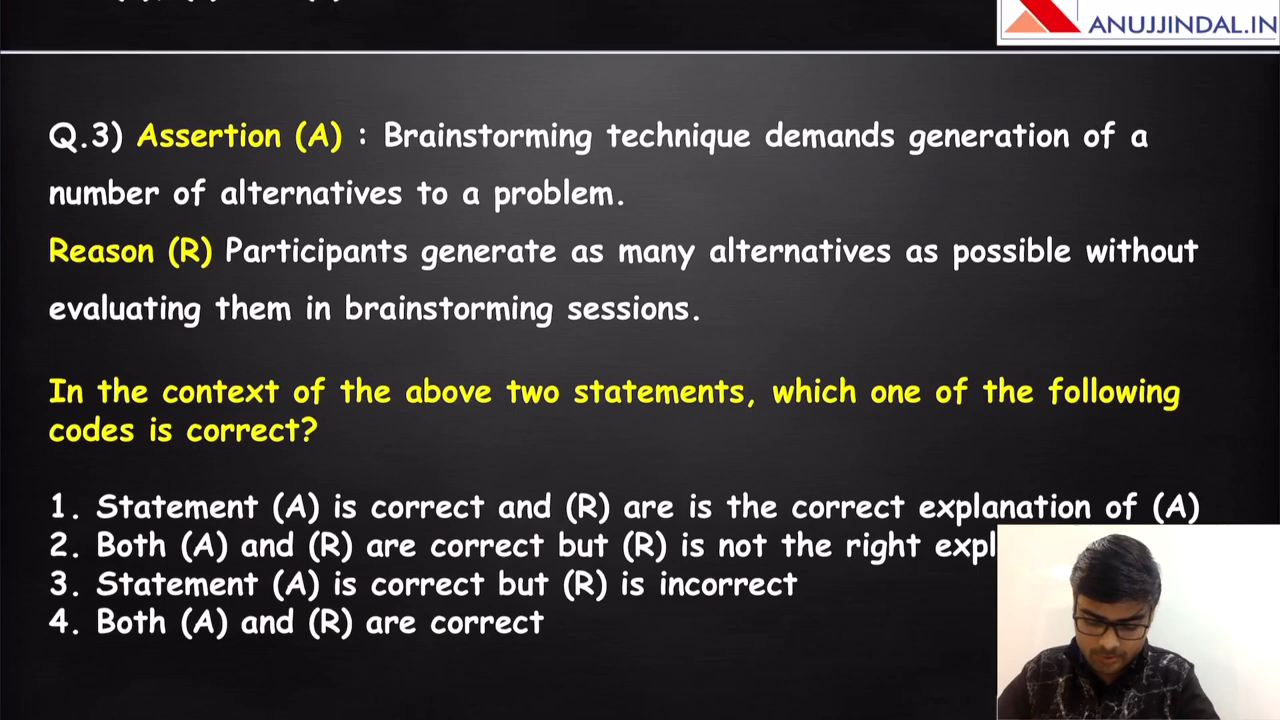 ANUJJINDAL.IN
Q.3) Assertion (A) : Brainstorming technique demands generation of a
number of alternatives to a problem.
Reason (R) Participants generate as many alternatives as possible without
evaluating them in brainstorming sessions.
In the context of the above two statements, which one of the following
codes is correct?
1. Statement (A) is correct and (R) are is the correct explanation of (A)
2. Both (A) and (R) are correct but (R) is not the right
3. Statement (A) is correct but (R) is incorrect
4. Both (A) and (R) are correct